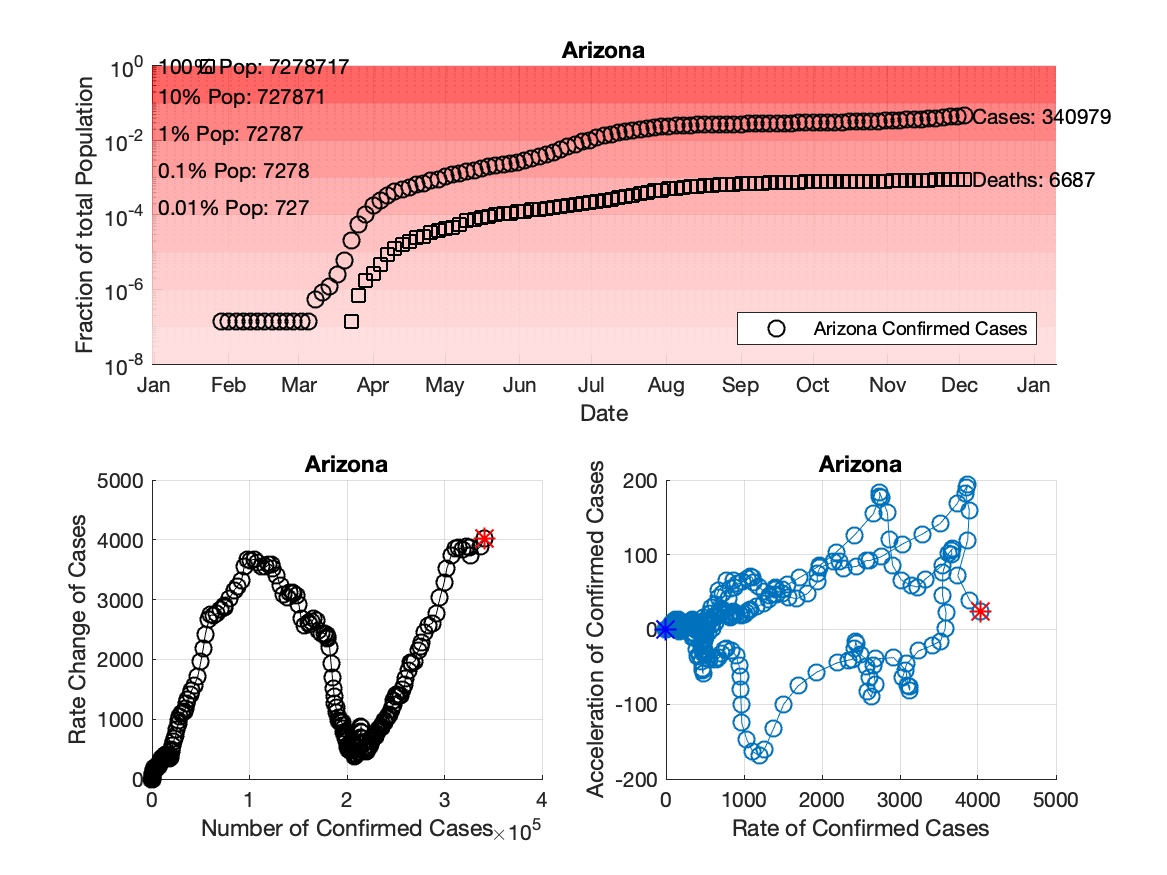 Arizona
10^0
10^-2
10^-4
10^-6
10^-8
Fraction of total Population
100% Pop: 7278717
10% Pop: 727871
1% Pop: 72787
0.1% Pop: 7278
0.01% Pop: 727
Cases: 340979
Deaths: 6687
Arizona Confirmed Cases
Jan Feb Mar Apr May Jun Jul Aug Sep Oct Nov Dec Jan
Date
Arizona
5000
4000
3000
2000
1000
0
Rate Change of Cases
0 1 2 3 4
Number of Confirmed Cases ×10^5
Arizona
200
100
0
-100
-200
Acceleration of Confirmed Cases
0 1000 2000 3000 4000 5000
Rate of Confirmed Cases